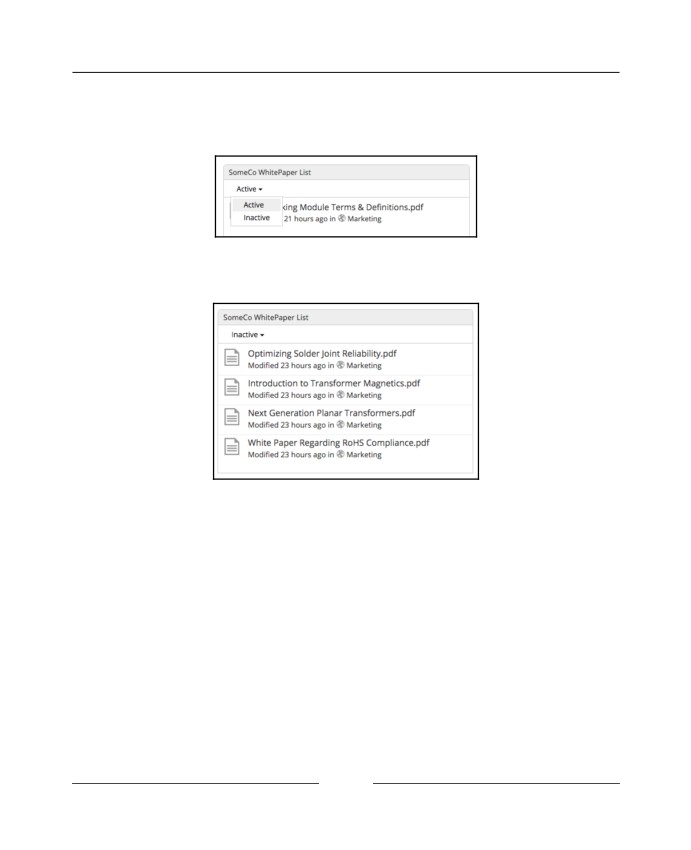 SomeCo WhitePaper List
Active
Active
Inactive
Module Terms & Definitions.pdf
21 hours ago in Marketing
SomeCo WhitePaper List
Inactive
Optimizing Solder Joint Reliability.pdf
Modified 23 hours ago in Marketing
Introduction to Transformer Magnetics.pdf
Modified 23 hours ago in Marketing
Next Generation Planar Transformers.pdf
Modified 23 hours ago in Marketing
White Paper Regarding RoHS Compliance.pdf
Modified 23 hours ago in Marketing